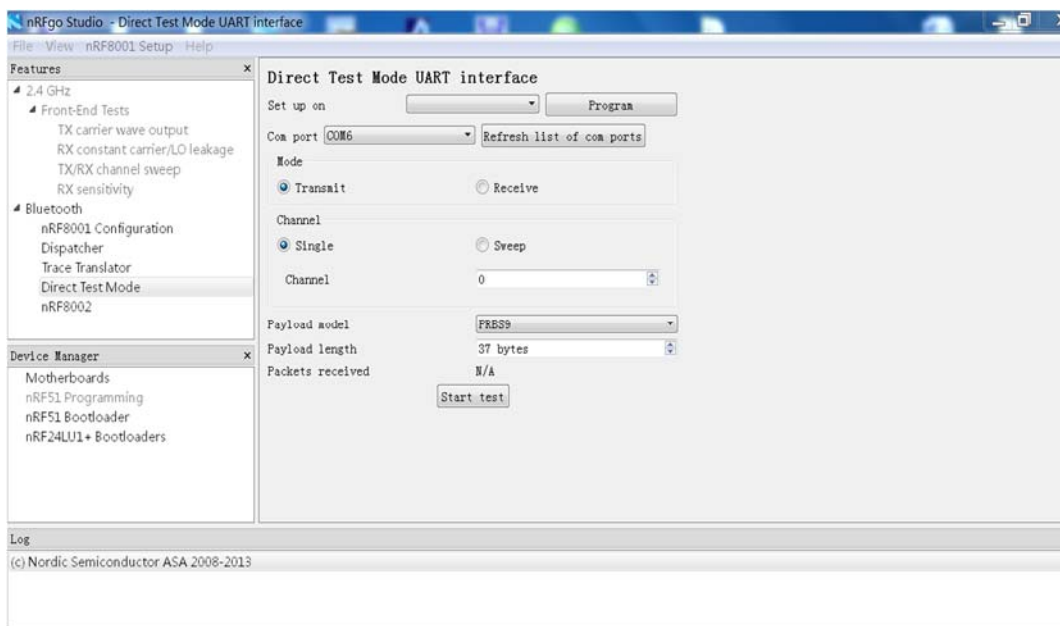 nRFgo Studio - Direct Test Mode UART interface
File View nRF8001 Setup Help
Features
2.4 GHz
Front-End Tests
TX carrier wave output
RX constant carrier/LO leakage
TX/RX channel sweep
RX sensitivity
Bluetooth
nRF8001 Configuration
Dispatcher
Trace Translator
Direct Test Mode
nRF8002
Device Manager
Motherboards
nRF51 Programming
nRF51 Bootloader
nRF24LU1+ Bootloaders
Direct Test Mode UART interface
Set up on Program
Com port COM6 Refresh list of com ports
Mode
Transmit Receive
Channel
Single Sweep
Channel 0
Payload model PRBS9
Payload length 37 bytes
Packets received N/A
Start test
Log
(c) Nordic Semiconductor ASA 2008-2013